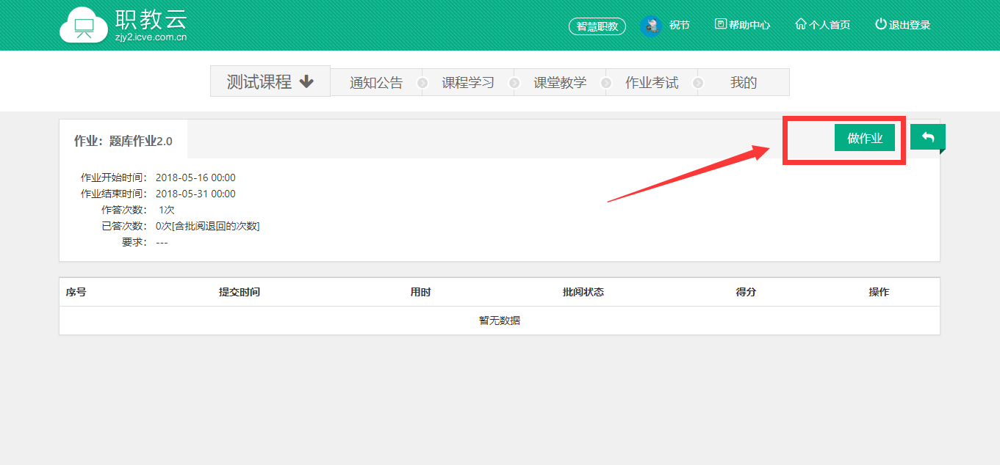 职教云
zjy2.icve.com.cn
智慧职教 祝节 帮助中心 个人首页 退出登录
测试课程 通知公告 课程学习 课堂教学 作业考试 我的
作业：题库作业2.0 做作业
作业开始时间： 2018-05-16 00:00
作业结束时间： 2018-05-31 00:00
作答次数： 1次
已答次数： 0次[含批阅退回的次数]
要求： ---
序号 提交时间 用时 批阅状态 得分 操作
暂无数据